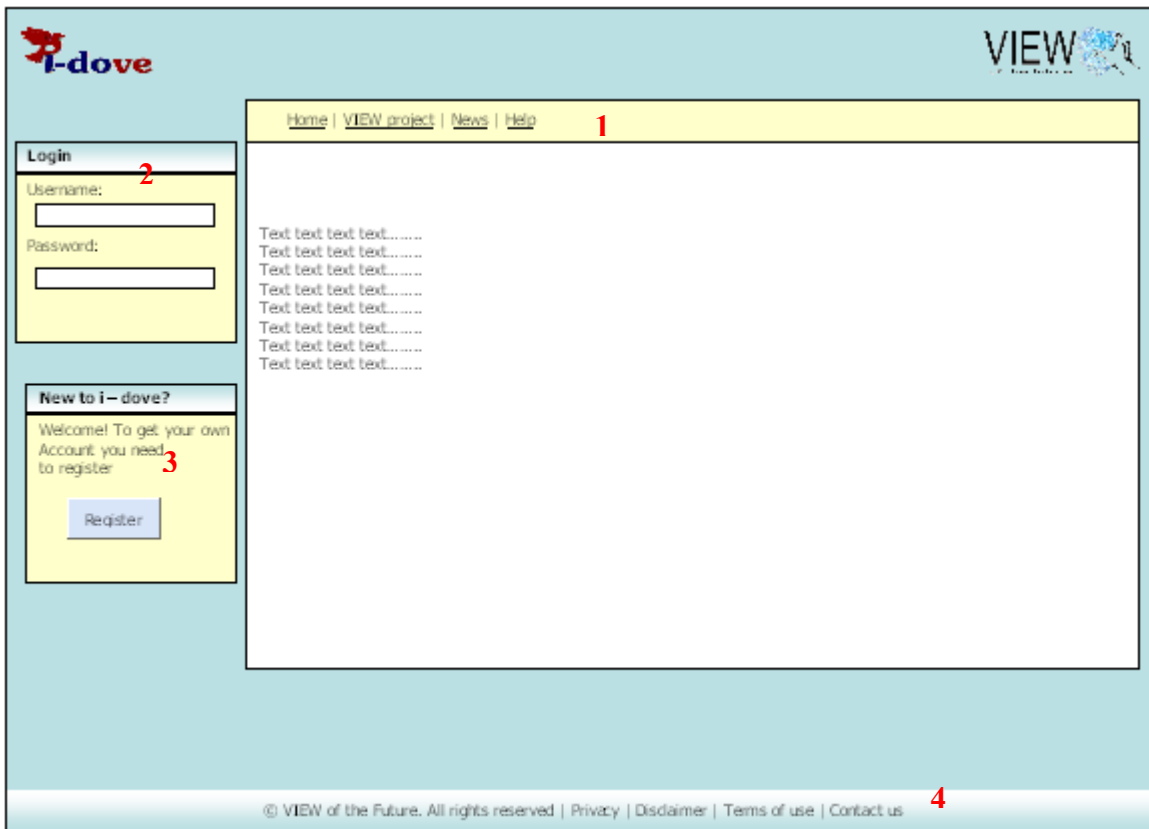 i-dove
VIEW
Home | VIEW project | News | Help
1
Login
2
Username:
Password:
Text text text text........
Text text text text........
Text text text text........
Text text text text........
Text text text text........
Text text text text........
Text text text text........
Text text text text........
New to i – dove?
Welcome! To get your own
Account you need
to register
3
Register
4
© VIEW of the Future. All rights reserved | Privacy | Disclaimer | Terms of use | Contact us